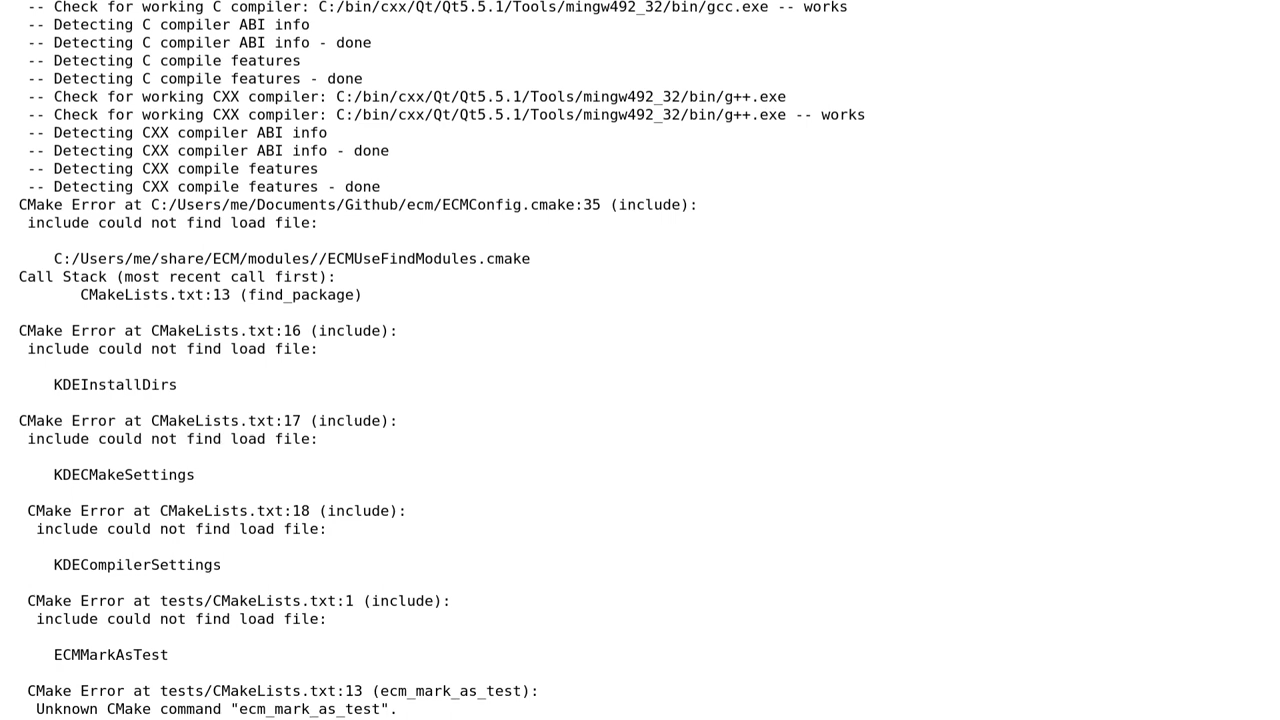 -- Check for working C compiler: C:/bin/cxx/Qt/Qt5.5.1/Tools/mingw492_32/bin/gcc.exe -- works
-- Detecting C compiler ABI info
-- Detecting C compiler ABI info - done
-- Detecting C compile features
-- Detecting C compile features - done
-- Check for working CXX compiler: C:/bin/cxx/Qt/Qt5.5.1/Tools/mingw492_32/bin/g++.exe
-- Check for working CXX compiler: C:/bin/cxx/Qt/Qt5.5.1/Tools/mingw492_32/bin/g++.exe -- works
-- Detecting CXX compiler ABI info
-- Detecting CXX compiler ABI info - done
-- Detecting CXX compile features
-- Detecting CXX compile features - done
CMake Error at C:/Users/me/Documents/Github/ecm/ECMConfig.cmake:35 (include):
include could not find load file:
C:/Users/me/share/ECM/modules//ECMUseFindModules.cmake
Call Stack (most recent call first):
CMakeLists.txt:13 (find_package)
CMake Error at CMakeLists.txt:16 (include):
include could not find load file:
KDEInstallDirs
CMake Error at CMakeLists.txt:17 (include):
include could not find load file:
KDECMakeSettings
CMake Error at CMakeLists.txt:18 (include):
include could not find load file:
KDECompilerSettings
CMake Error at tests/CMakeLists.txt:1 (include):
include could not find load file:
ECMMarkAsTest
CMake Error at tests/CMakeLists.txt:13 (ecm_mark_as_test):
Unknown CMake command "ecm_mark_as_test".